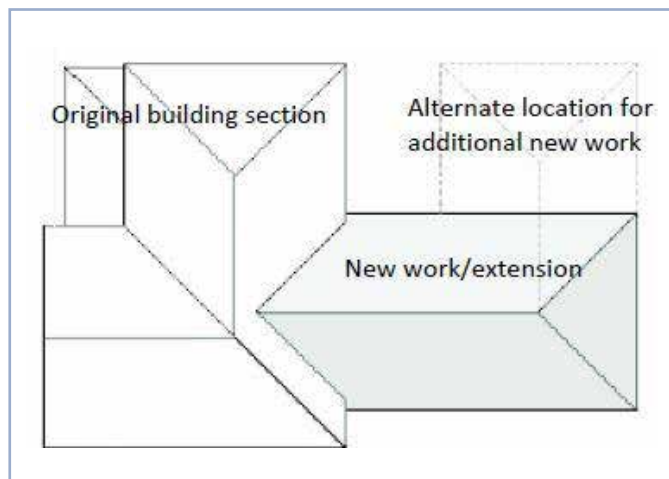 Original building section
Alternate location for
additional new work
New work/extension